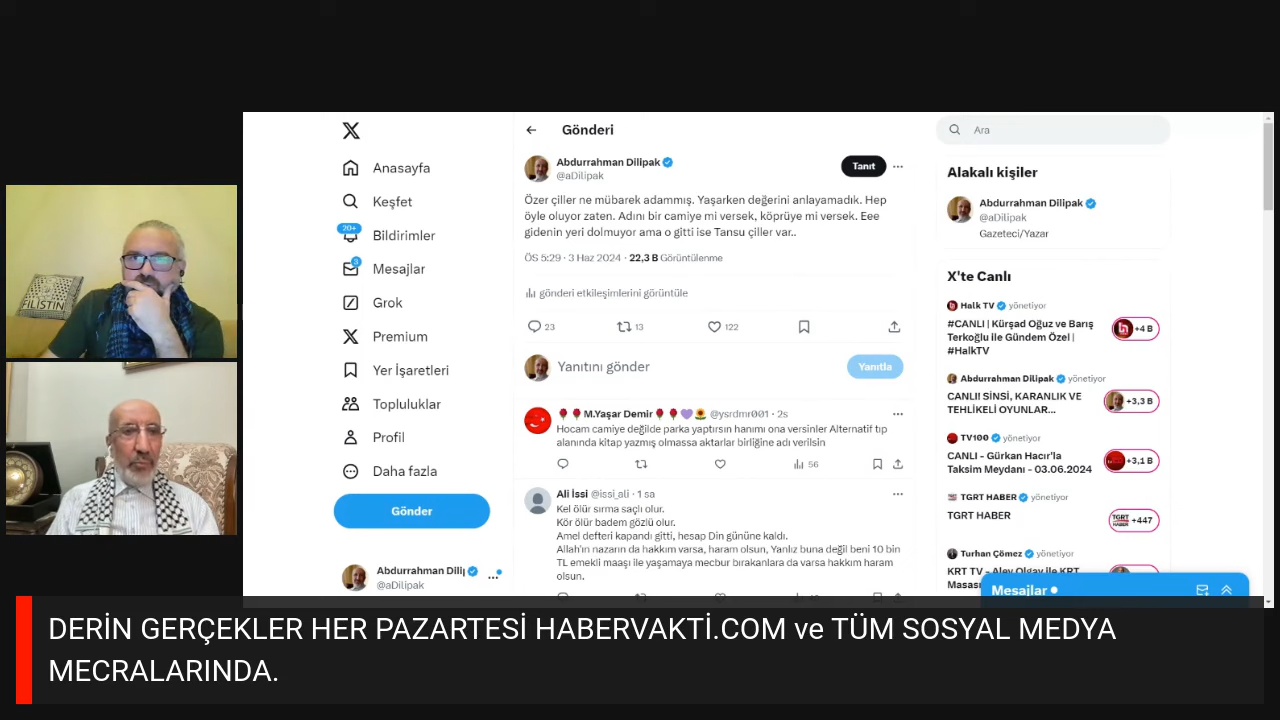 FİLİSTİN
X
Anasayfa
Keşfet
20+
Bildirimler
3
Mesajlar
Grok
Premium
Yer İşaretleri
Topluluklar
Profil
Daha fazla
Gönder
Abdurrahman Dilip
@aDilipak
Gönderi
Abdurrahman Dilipak
@aDilipak
Tanıt
Özer çiller ne mübarek adammış. Yaşarken değerini anlayamadık. Hep
öyle oluyor zaten. Adını bir camiye mi versek, köprüye mi versek. Eee
gidenin yeri dolmuyor ama o gitti ise Tansu çiller var..
ÖS 5:29 · 3 Haz 2024 · 22,3 B Görüntülenme
gönderi etkileşimlerini görüntüle
23 13 122
Yanıtını gönder
Yanıtla
🌹🌹M.Yaşar Demir🌹🌹💜🌻 @ysrdmr001 · 2s
Hocam camiye değilde parka yaptırsın hanımı ona versinler Alternatif tıp
alanında kitap yazmış olmassa aktarlar birliğine adı verilsin
56
Ali İssi @issi_ali · 1 sa
Kel ölür sırma saçlı olur.
Kör ölür badem gözlü olur.
Amel defteri kapandı gitti, hesap Din gününe kaldı.
Allah'ın nazarın da hakkım varsa, haram olsun, Yanlız buna değil beni 10 bin
TL emekli maaşı ile yaşamaya mecbur bırakanlara da varsa hakkım haram
olsun.
Ara
Alakalı kişiler
Abdurrahman Dilipak
@aDilipak
Gazeteci/Yazar
X'te Canlı
Halk TV yönetiyor
#CANLI | Kürşad Oğuz ve Barış
Terkoğlu ile Gündem Özel |
#HalkTV
+4 B
Abdurrahman Dilipak yönetiyor
CANLI! SİNSİ, KARANLIK VE
TEHLİKELİ OYUNLAR...
+3,3 B
TV100 yönetiyor
CANLI - Gürkan Hacır'la
Taksim Meydanı - 03.06.2024
+3,1 B
TGRT HABER yönetiyor
TGRT HABER
TGRT
HABER
+447
Turhan Çömez yönetiyor
KRT TV - Alev Olgay ile KRT
Masas
Mesajlar
DERİN GERÇEKLER HER PAZARTESİ HABERVAKTİ.COM ve TÜM SOSYAL MEDYA
MECRALARINDA.